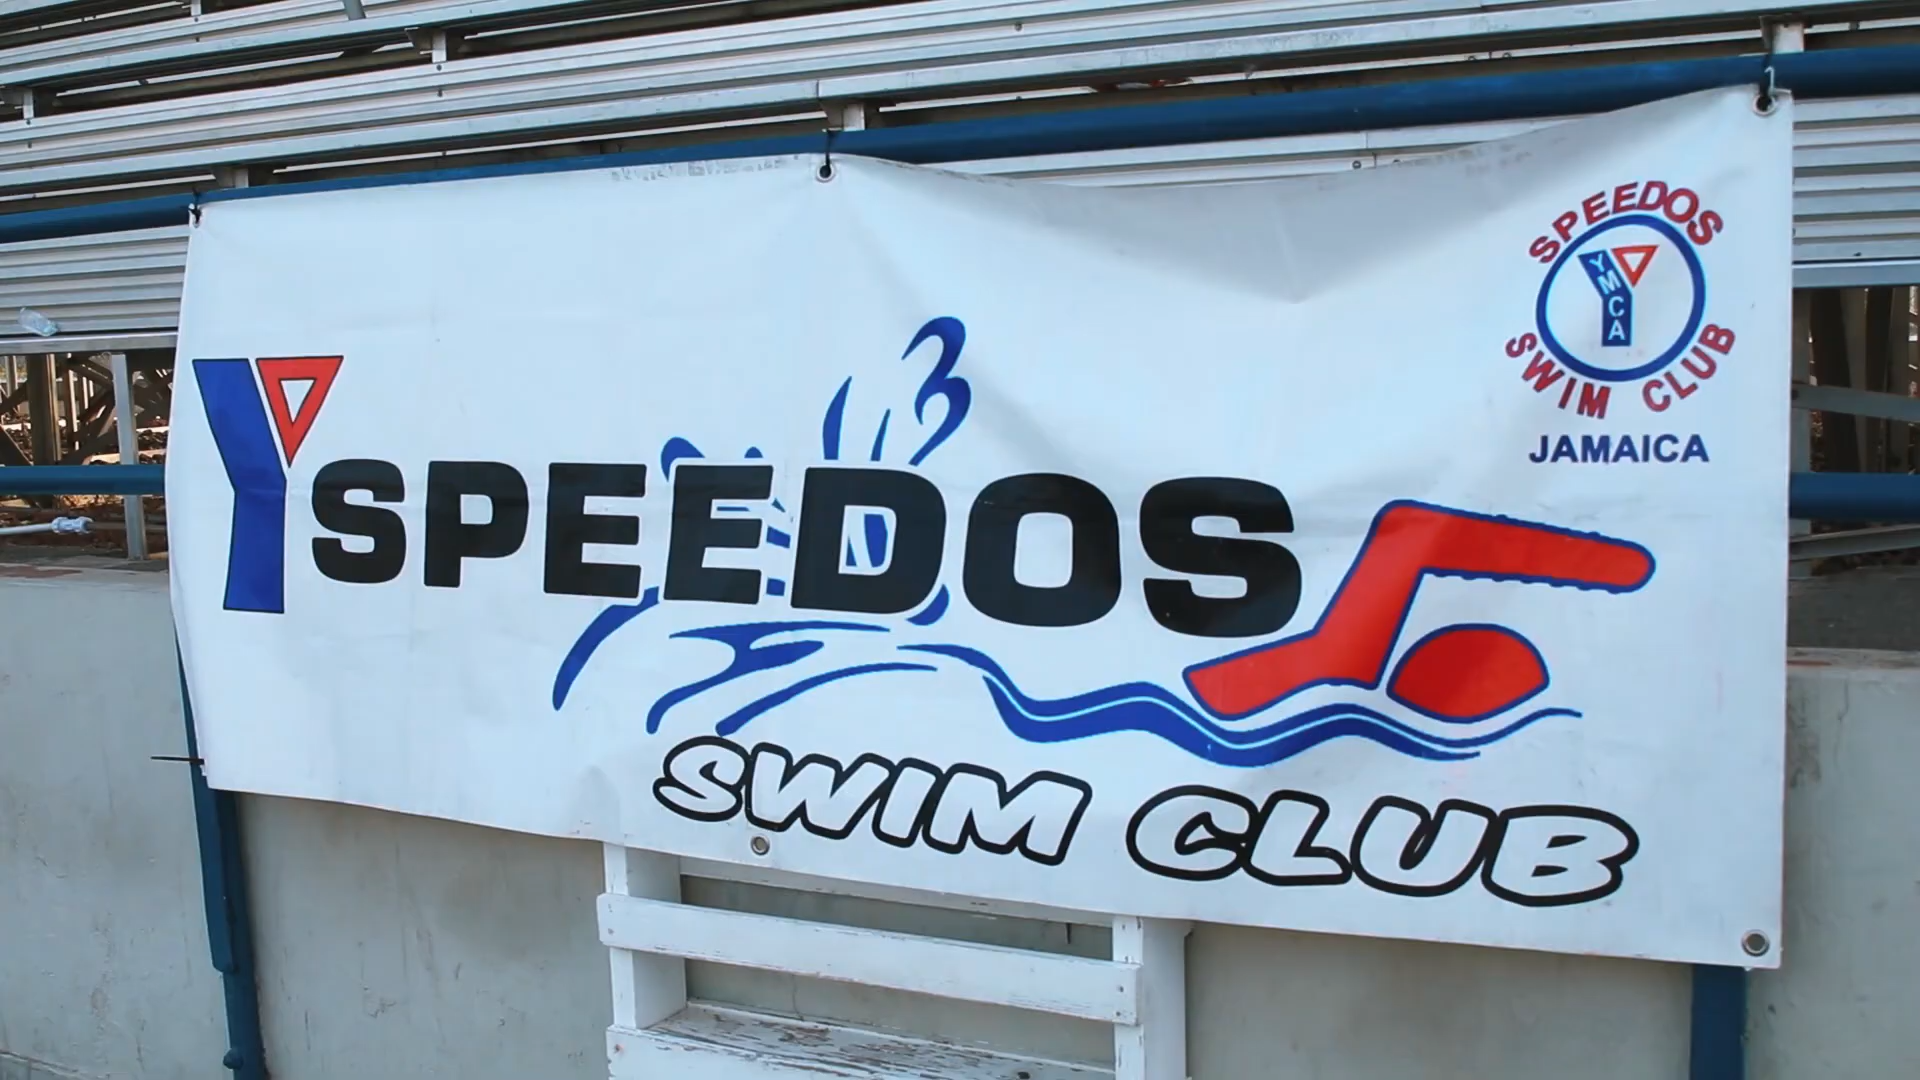 SPEEDOS
YMCA
SWIM CLUB
JAMAICA
Y SPEEDOS
SWIM CLUB